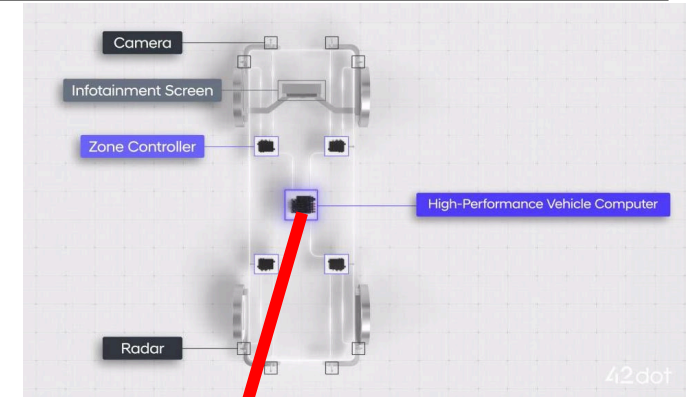 Camera
Infotainment Screen
Zone Controller
High-Performance Vehicle Computer
Radar
42dot